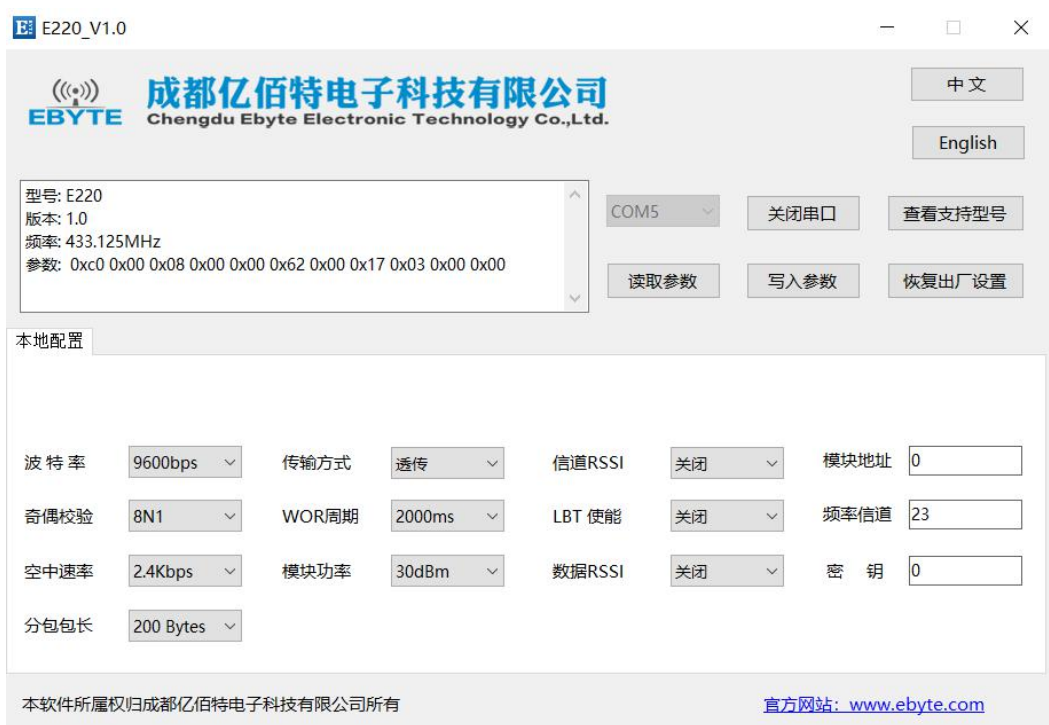 E220_V1.0
EBYTE
成都亿佰特电子科技有限公司
Chengdu Ebyte Electronic Technology Co.,Ltd.
中文
English
型号: E220
版本: 1.0
频率: 433.125MHz
参数: 0xc0 0x00 0x08 0x00 0x00 0x62 0x00 0x17 0x03 0x00 0x00
COM5 关闭串口 查看支持型号
读取参数 写入参数 恢复出厂设置
本地配置
波特率 9600bps 传输方式 透传 信道RSSI 关闭 模块地址 0
奇偶校验 8N1 WOR周期 2000ms LBT 使能 关闭 频率信道 23
空中速率 2.4Kbps 模块功率 30dBm 数据RSSI 关闭 密 钥 0
分包包长 200 Bytes
本软件所属权归成都亿佰特电子科技有限公司所有 官方网站：www.ebyte.com